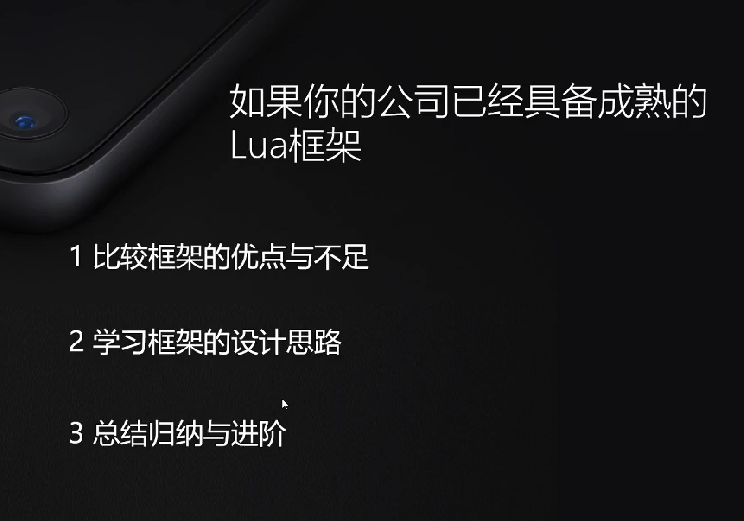 如果你的公司已经具备成熟的
Lua框架
1 比较框架的优点与不足
2 学习框架的设计思路
3 总结归纳与进阶